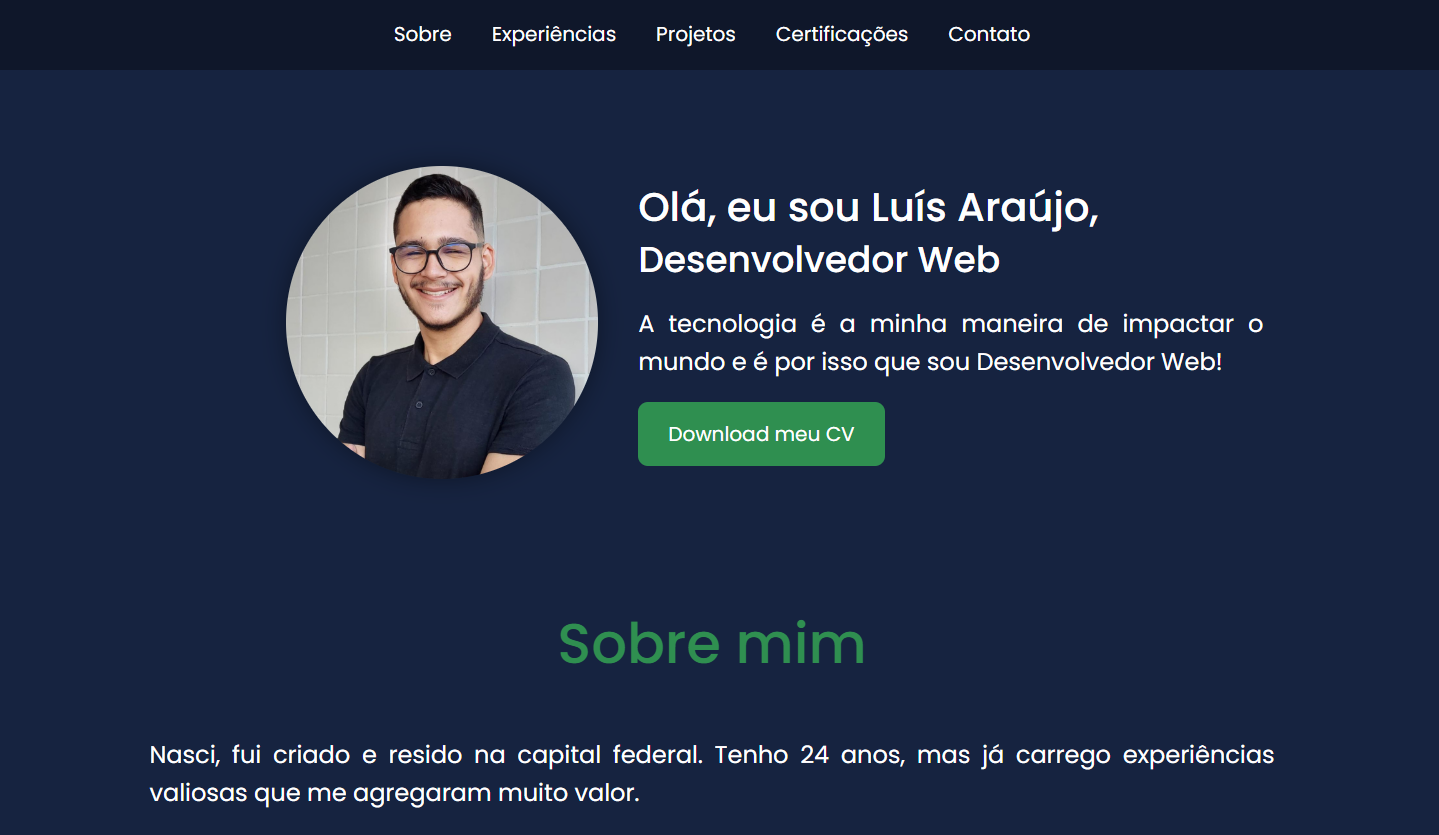 Sobre Experiências Projetos Certificações Contato
Olá, eu sou Luís Araújo,
Desenvolvedor Web
A tecnologia é a minha maneira de impactar o
mundo e é por isso que sou Desenvolvedor Web!
Download meu CV
Sobre mim
Nasci, fui criado e resido na capital federal. Tenho 24 anos, mas já carrego experiências
valiosas que me agregaram muito valor.